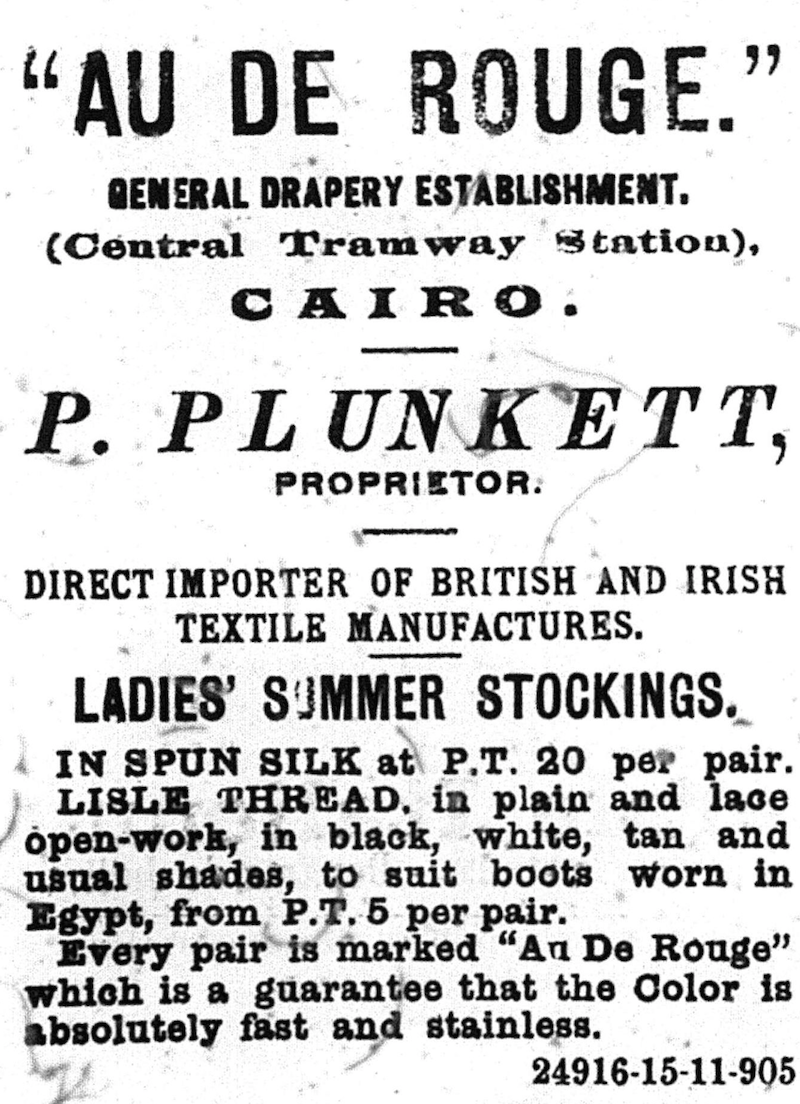 "AU DE ROUGE."
GENERAL DRAPERY ESTABLISHMENT.
(Central Tramway Station),
CAIRO.
P. PLUNKETT,
PROPRIETOR.
DIRECT IMPORTER OF BRITISH AND IRISH
TEXTILE MANUFACTURES.
LADIES' SUMMER STOCKINGS.
IN SPUN SILK at P.T. 20 per pair.
LISLE THREAD. in plain and lace
open-work, in black, white, tan and
usual shades, to suit boots worn in
Egypt, from P.T. 5 per pair.
Every pair is marked "Au De Rouge"
which is a guarantee that the Color is
absolutely fast and stainless.
24916-15-11-905